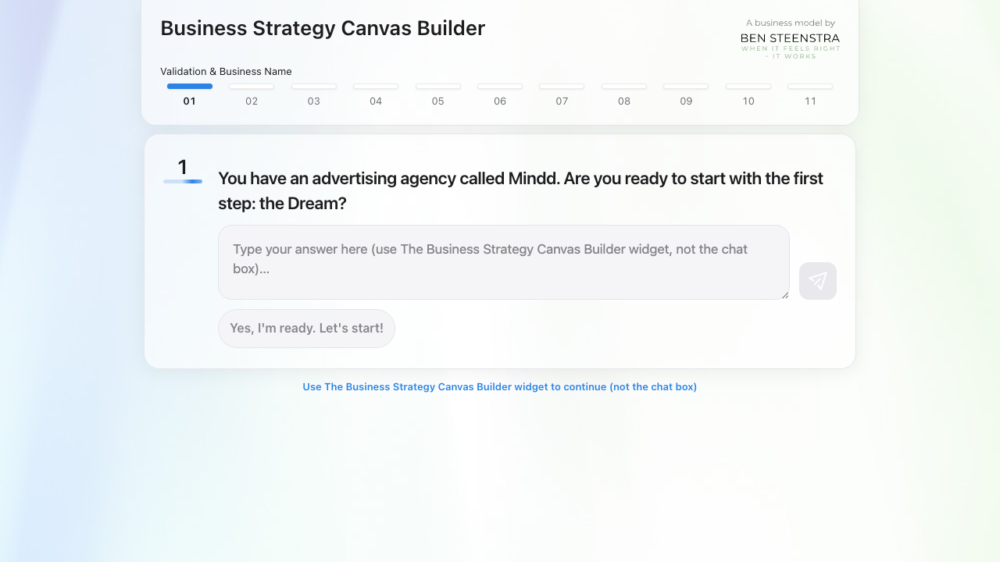 Business Strategy Canvas Builder
A business model by
BEN STEENSTRA
WHEN IT FEELS RIGHT
- IT WORKS
Validation & Business Name
01 02 03 04 05 06 07 08 09 10 11
1
You have an advertising agency called Mindd. Are you ready to start with the first
step: the Dream?
Type your answer here (use The Business Strategy Canvas Builder widget, not the chat
box)...
Yes, I'm ready. Let's start!
Use The Business Strategy Canvas Builder widget to continue (not the chat box)